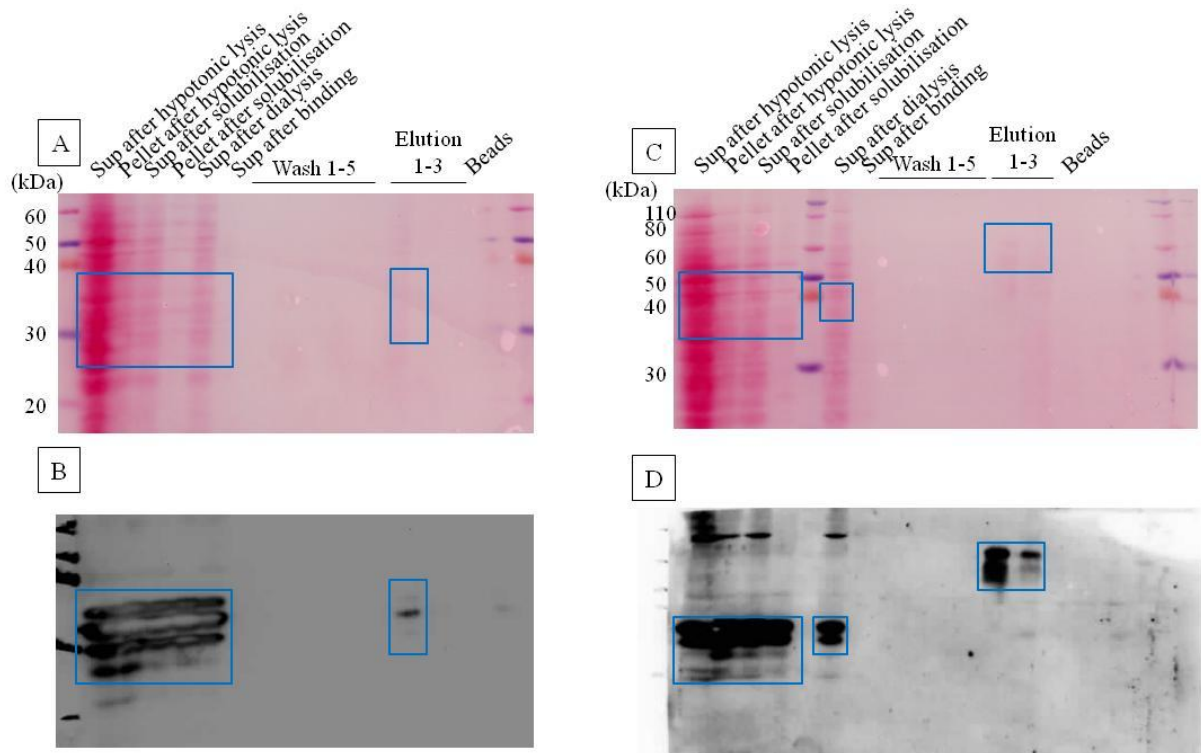 A
(kDa)
Sup after hypotonic lysis
Pellet after hypotonic lysis
Sup after solubilisation
Pellet after solubilisation
Sup after dialysis
Sup after binding
Wash 1-5
Elution
1-3
Beads
60
50
40
30
20
B
C
(kDa)
Sup after hypotonic lysis
Pellet after hypotonic lysis
Sup after solubilisation
Pellet after solubilisation
Sup after dialysis
Sup after binding
Wash 1-5
Elution
1-3
Beads
110
80
60
50
40
30
D